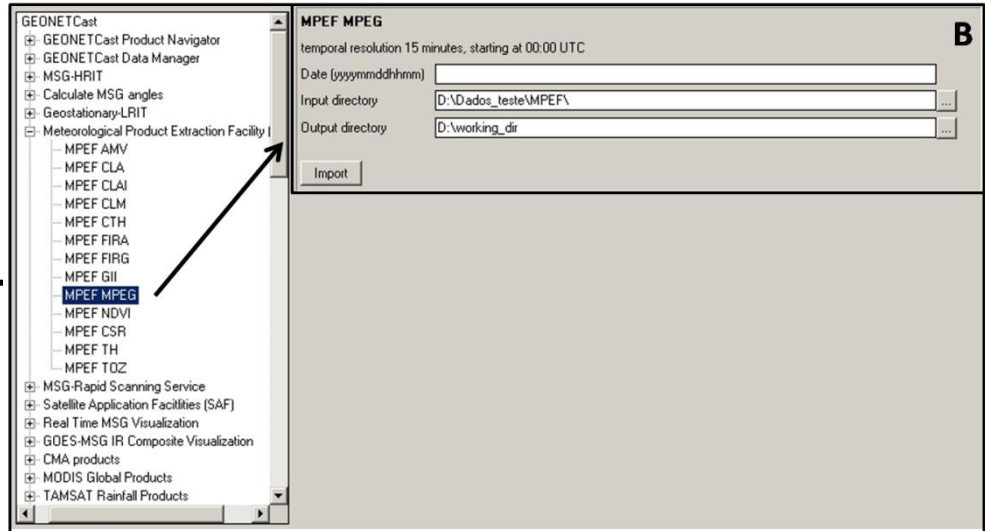 GEONETCast
GEONETCast Product Navigator
GEONETCast Data Manager
MSG-HRIT
Calculate MSG angles
Geostationary-LRIT
Meteorological Product Extraction Facility (
MPEF AMV
MPEF CLA
MPEF CLAI
MPEF CLM
MPEF CTH
MPEF FIRA
MPEF FIRG
MPEF GII
MPEF MPEG
MPEF NDVI
MPEF CSR
MPEF TH
MPEF TOZ
MSG-Rapid Scanning Service
Satellite Application Facitlities (SAF)
Real Time MSG Visualization
GOES-MSG IR Composite Visualization
CMA products
MODIS Global Products
TAMSAT Rainfall Products
MPEF MPEG
B
temporal resolution 15 minutes, starting at 00:00 UTC
Date (yyyymmddhhmm)
Input directory D:\Dados_teste\MPEF\ ...
Output directory D:\working_dir ...
Import